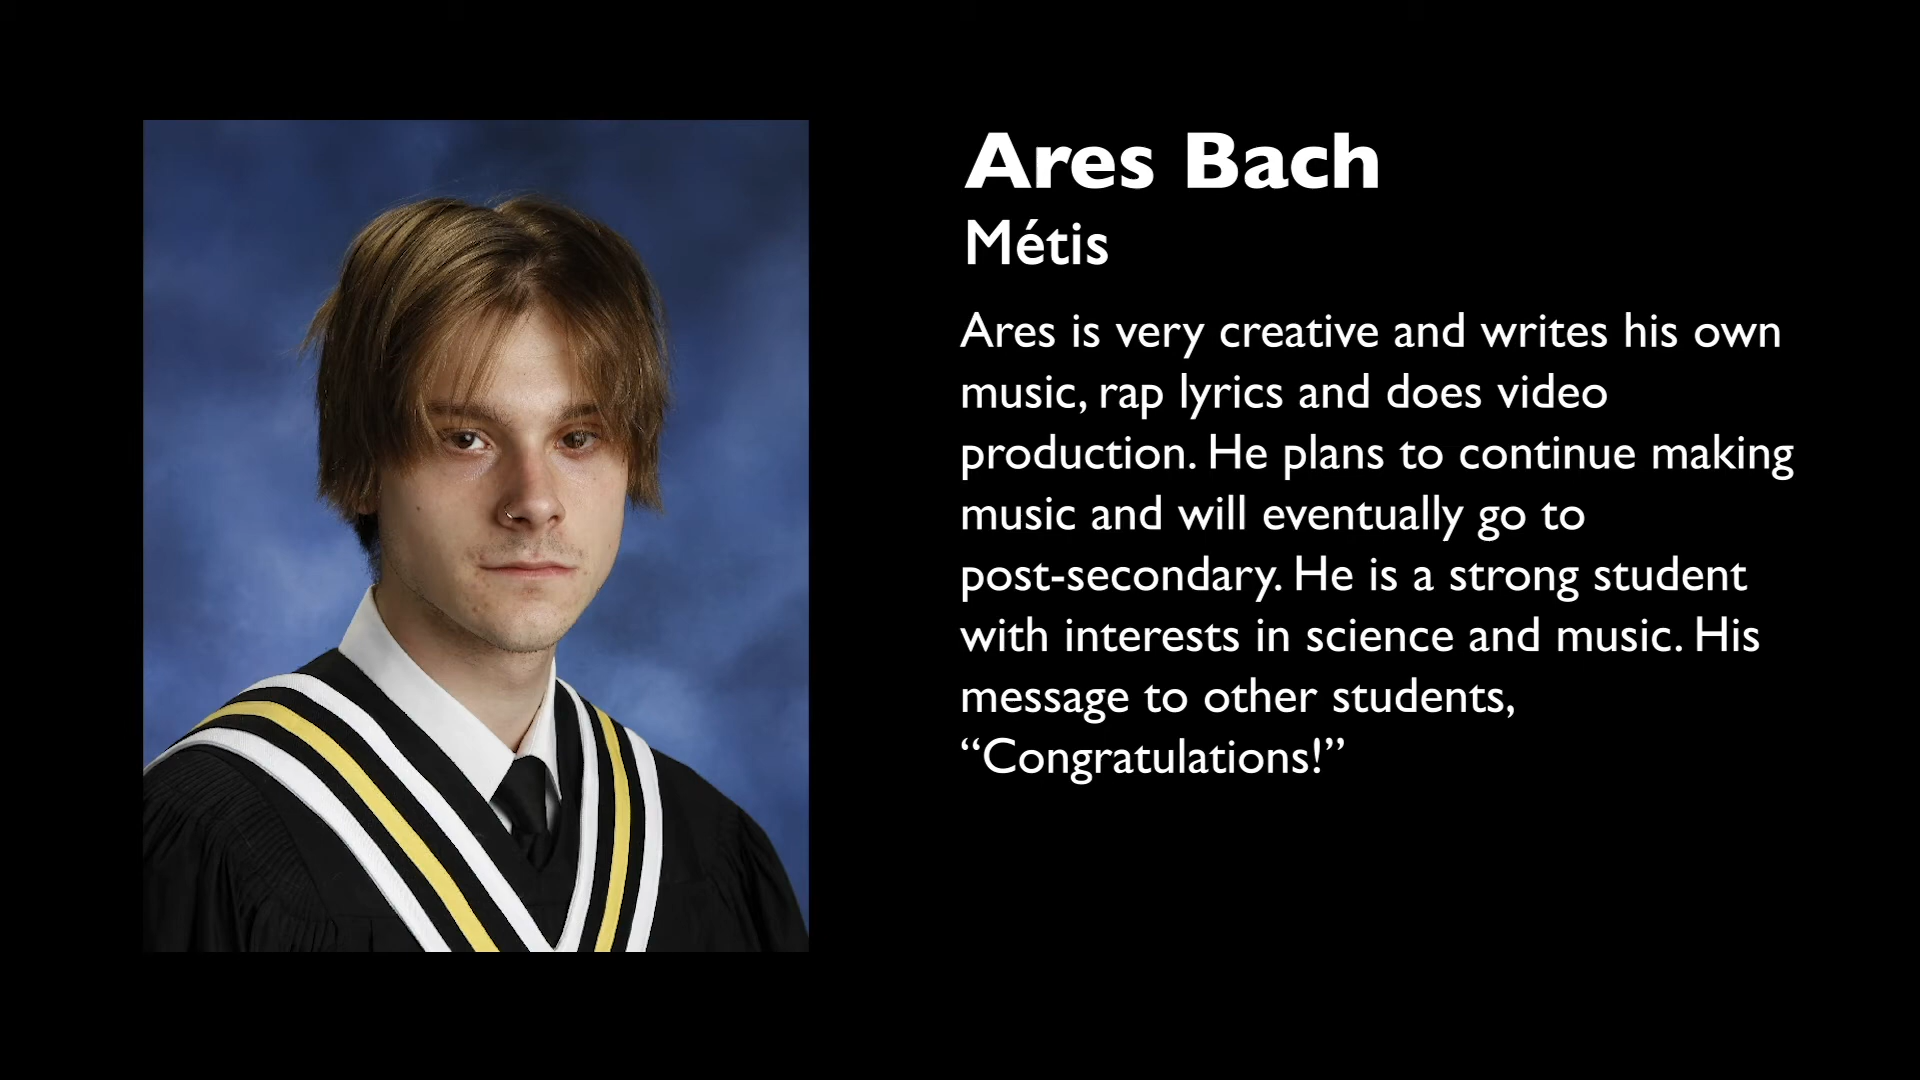 Ares Bach
Métis
Ares is very creative and writes his own
music, rap lyrics and does video
production. He plans to continue making
music and will eventually go to
post-secondary. He is a strong student
with interests in science and music. His
message to other students,
“Congratulations!”